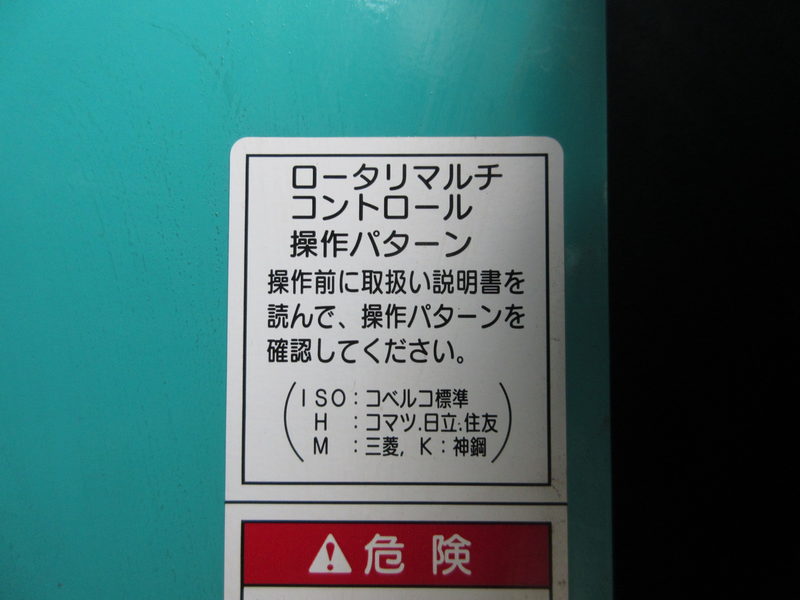 ロータリマルチ
コントロール
操作パターン
操作前に取扱い説明書を
読んで、操作パターンを
確認してください。
ISO：コベルコ標準
H ：コマツ.日立.住友
M ：三菱, K：神鋼
危険